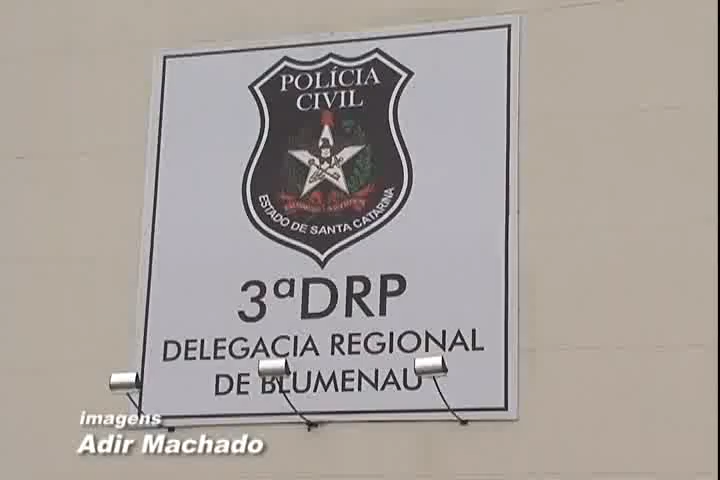 POLÍCIA
CIVIL
ESTADO DE SANTA CATARINA
3ªDRP
DELEGACIA REGIONAL
DE BLUMENAU
imagens
Adir Machado